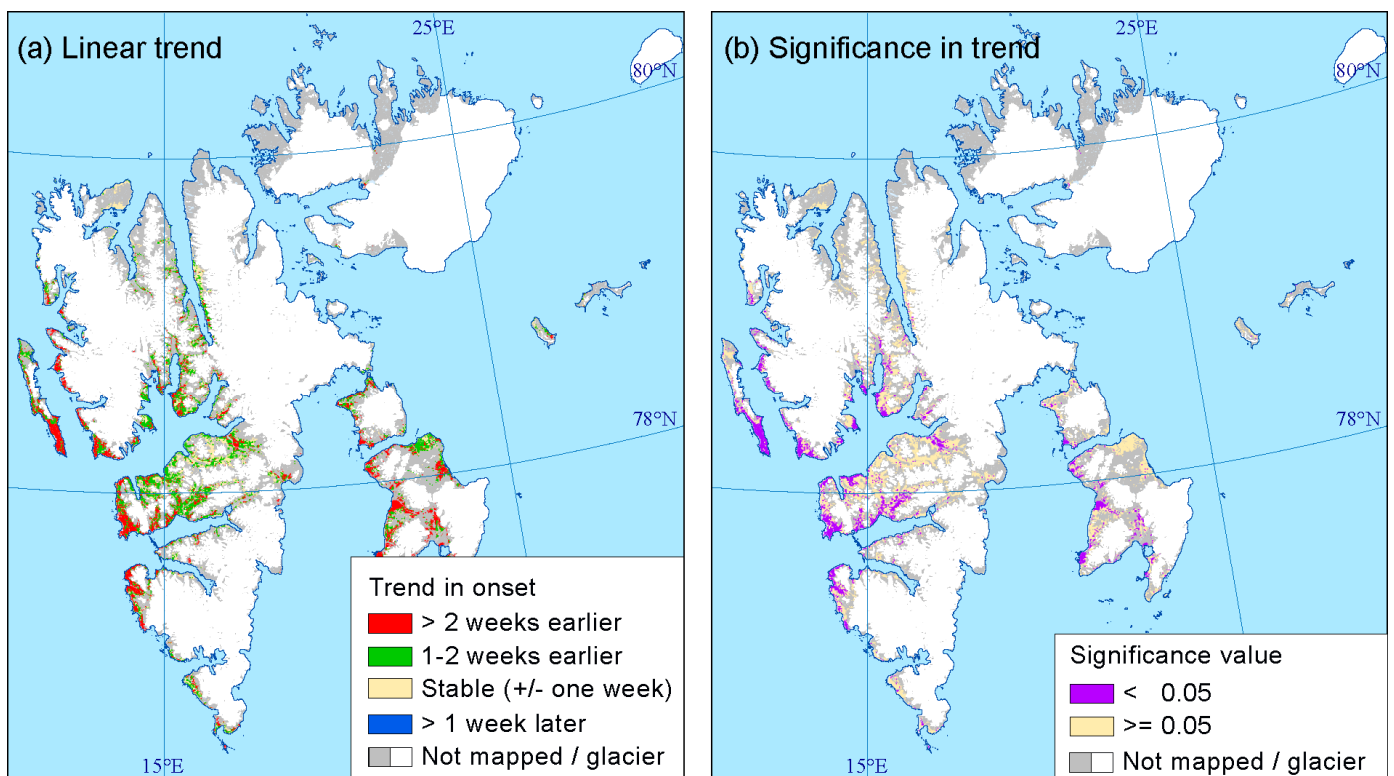 (a) Linear trend
25°E
80°N
78°N
15°E
Trend in onset
> 2 weeks earlier
1-2 weeks earlier
Stable (+/- one week)
> 1 week later
Not mapped / glacier
(b) Significance in trend
25°E
80°N
78°N
15°E
Significance value
< 0.05
>= 0.05
Not mapped / glacier